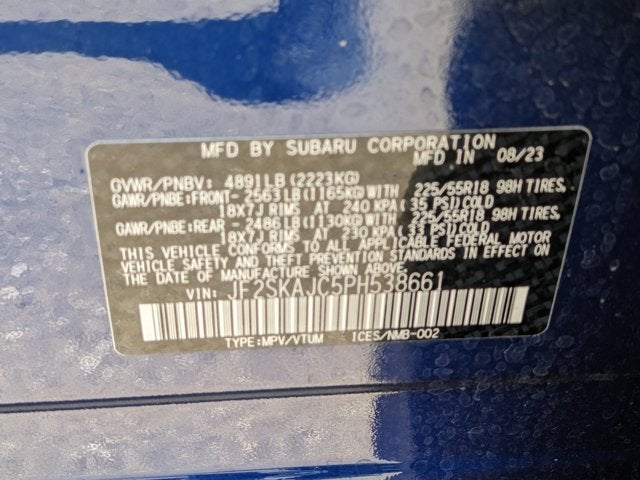 MFD BY SUBARU CORPORATION
MFD IN 08/23
GVWR/PNBV: 4891LB(2223KG)
GAWR/PNBE:FRONT- 2563LB(1165KG)WITH 225/55R18 98H TIRES,
18X7J RIMS AT 240 KPA(35 PSI)COLD
GAWR/PNBE:REAR - 2486LB(1130KG)WITH 225/55R18 98H TIRES,
18X7J RIMS AT 230 KPA(33 PSI)COLD
THIS VEHICLE CONFORMS TO ALL APPLICABLE FEDERAL MOTOR
VEHICLE SAFETY AND BUMPER STANDARDS IN EFFECT ON
THE DATE OF MANUFACTURE SHOWN ABOVE.
VIN: JF2SKAJC5PH538661
TYPE:MPV/VTUM ICES/NMB-002